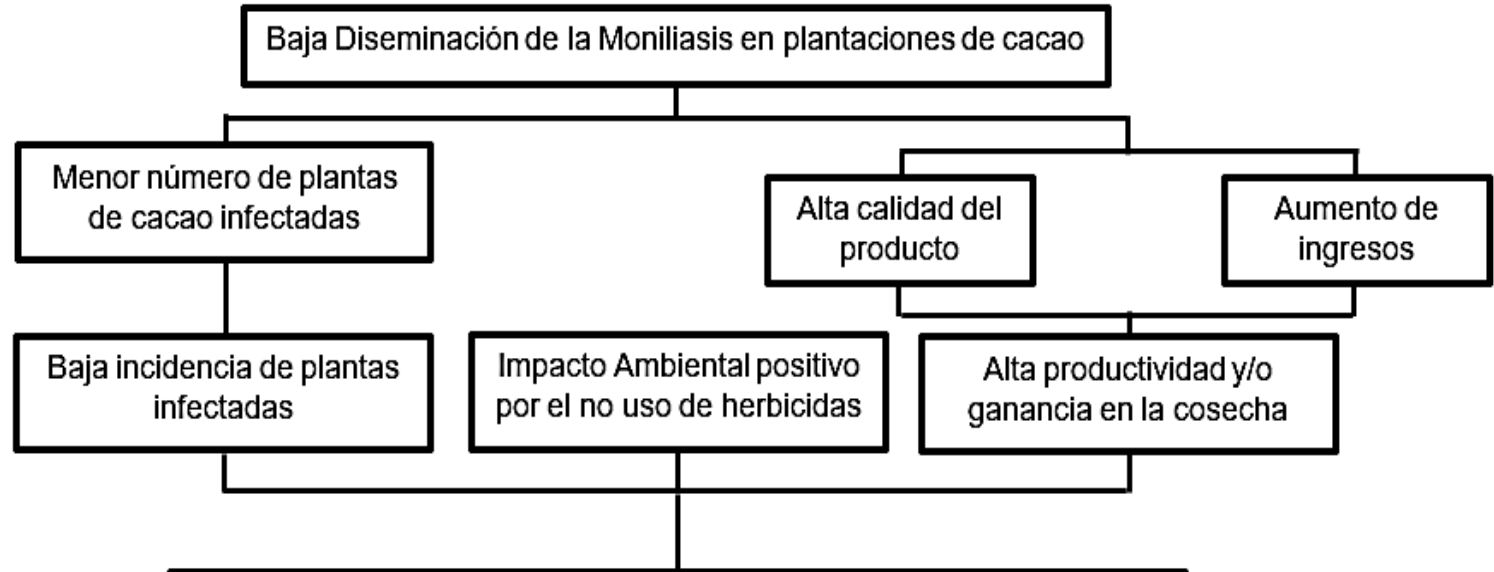 Baja Diseminación de la Moniliasis en plantaciones de cacao
Menor número de plantas
de cacao infectadas
Alta calidad del
producto
Aumento de
ingresos
Baja incidencia de plantas
infectadas
Impacto Ambiental positivo
por el no uso de herbicidas
Alta productividad y/o
ganancia en la cosecha